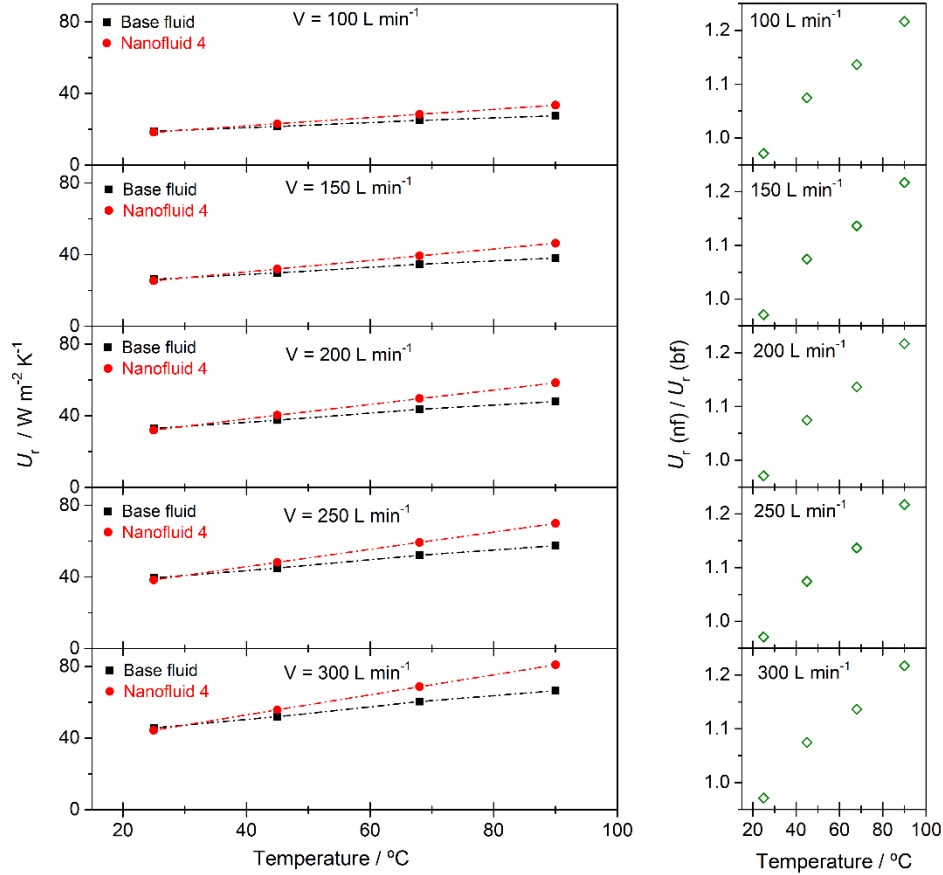 80
40
0
Base fluid
Nanofluid 4
V = 100 L min⁻¹
80
40
0
Base fluid
Nanofluid 4
V = 150 L min⁻¹
80
40
0
Base fluid
Nanofluid 4
V = 200 L min⁻¹
80
40
0
Base fluid
Nanofluid 4
V = 250 L min⁻¹
80
40
0
Base fluid
Nanofluid 4
V = 300 L min⁻¹
Uᵣ / W m⁻² K⁻¹
20 40 60 80 100
Temperature / ºC
1.2
1.1
1.0
100 L min⁻¹
1.2
1.1
1.0
150 L min⁻¹
1.2
1.1
1.0
200 L min⁻¹
1.2
1.1
1.0
250 L min⁻¹
1.2
1.1
1.0
300 L min⁻¹
Uᵣ (nf) / Uᵣ (bf)
20 40 60 80 100
Temperature / ºC